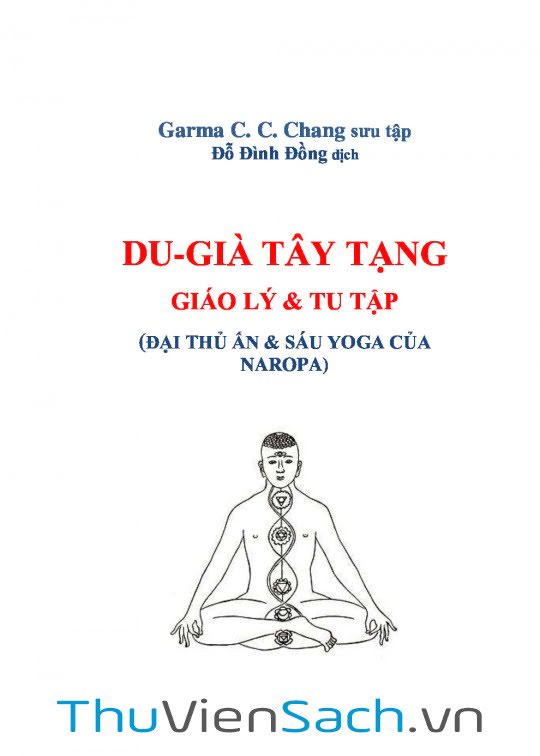 Garma C. C. Chang sưu tập
Đỗ Đình Đồng dịch
DU-GIÀ TÂY TẠNG
GIÁO LÝ & TU TẬP
(ĐẠI THỦ ẤN & SÁU YOGA CỦA
NAROPA)
ThuVienSach.vn